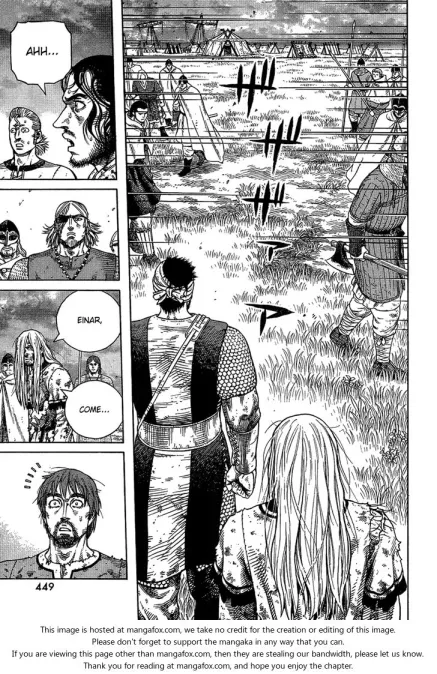 AHH...
EINAR,
COME...
449
This image is hosted at mangafox.com, we take no credit for the creation or editing of this image.
Please don't forget to support the mangaka in any way that you can.
If you are viewing this page other than mangafox.com, then they are stealing our bandwidth, please let us know.
Thank you for reading at mangafox.com, and hope you enjoy the chapter.